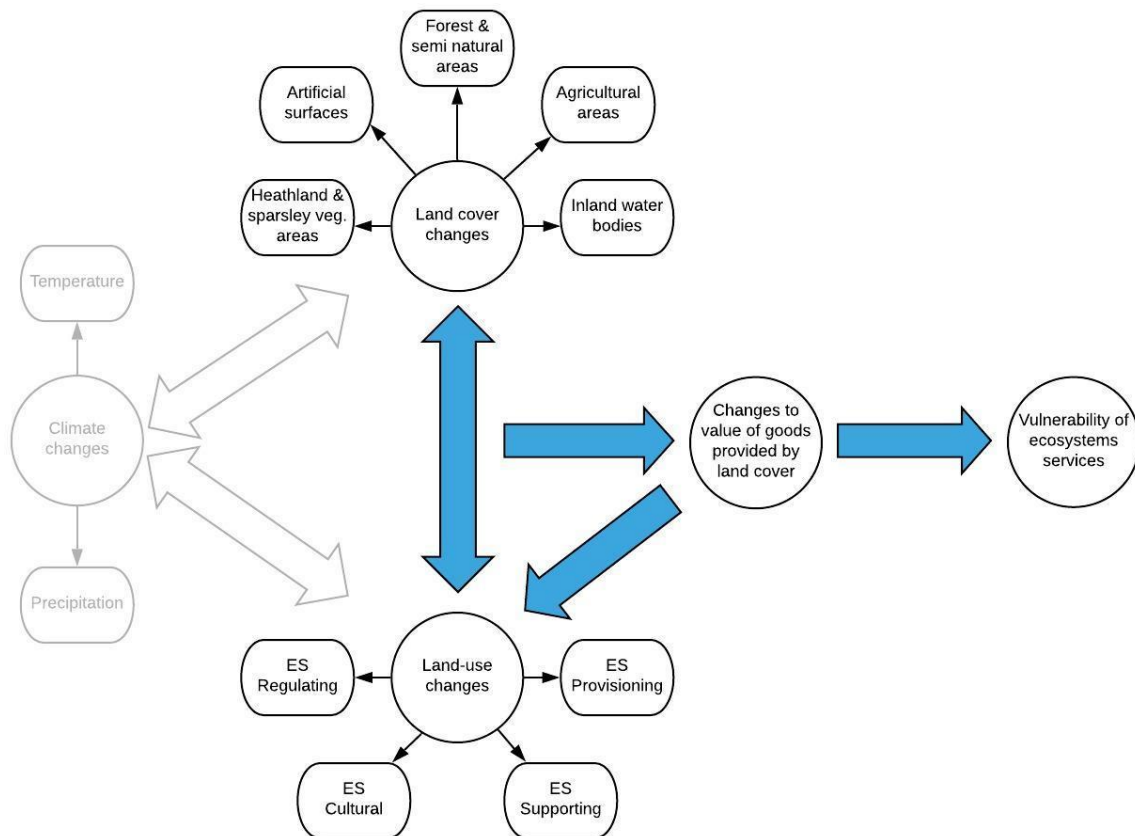 Forest &
semi natural
areas
Artificial
surfaces
Agricultural
areas
Heathland &
sparsley veg.
areas
Land cover
changes
Inland water
bodies
Temperature
Climate
changes
Precipitation
Changes to
value of goods
provided by
land cover
Vulnerability of
ecosystems
services
ES
Regulating
Land-use
changes
ES
Provisioning
ES
Cultural
ES
Supporting